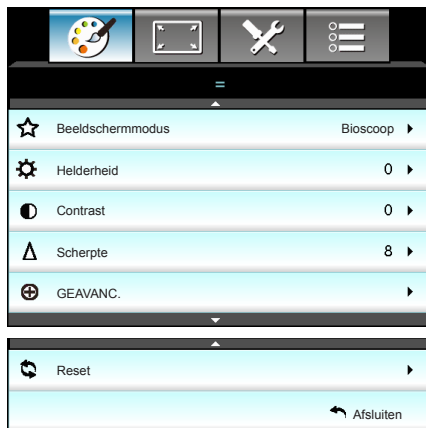 =
Beeldschermmodus Bioscoop
Helderheid 0
Contrast 0
Scherpte 8
GEAVANC.
Reset
Afsluiten